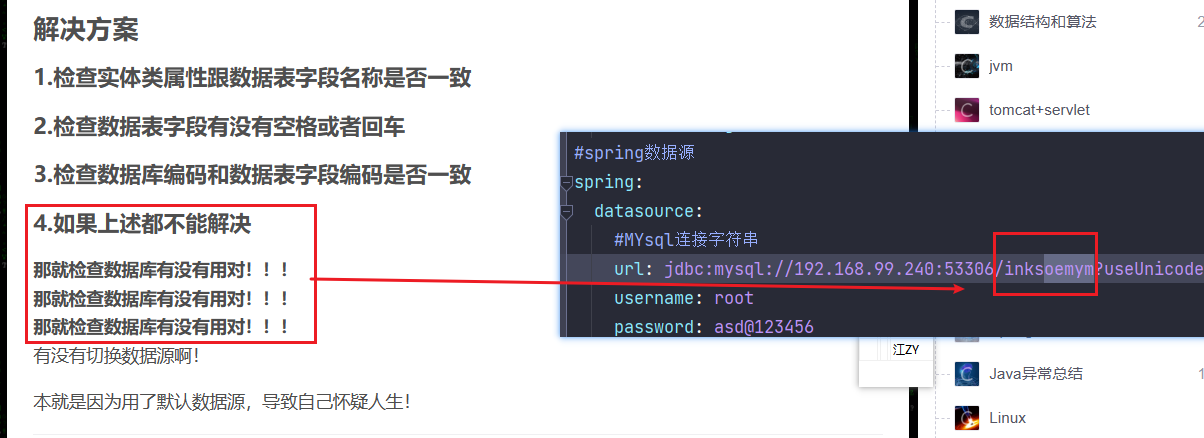 解决方案
1.检查实体类属性跟数据表字段名称是否一致
2.检查数据表字段有没有空格或者回车
3.检查数据库编码和数据表字段编码是否一致
4.如果上述都不能解决
那就检查数据库有没有用对！！！
那就检查数据库有没有用对！！！
那就检查数据库有没有用对！！！
有没有切换数据源啊！
本就是因为用了默认数据源，导致自己怀疑人生！
#spring数据源
spring:
datasource:
#MYsql连接字符串
url: jdbc:mysql://192.168.99.240:53306/inksoemym?useUnicode
username: root
password: asd@123456
江ZY
数据结构和算法
jvm
tomcat+servlet
Java异常总结
Linux